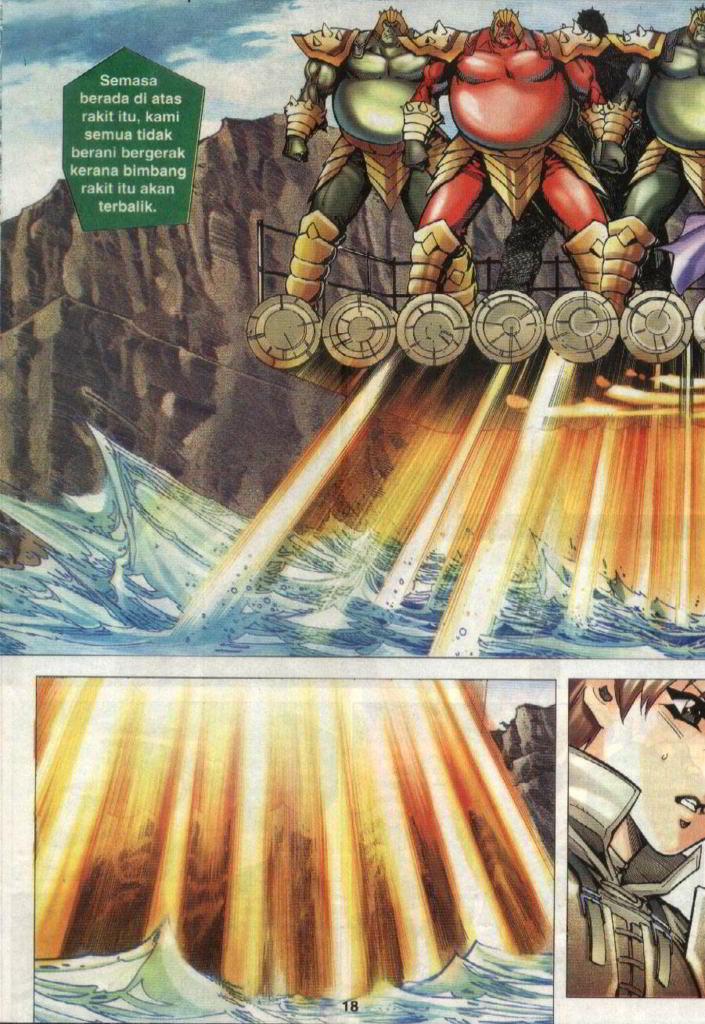 Semasa
berada di atas
rakit itu, kami
semua tidak
berani bergerak
kerana bimbang
rakit itu akan
terbalik.
18